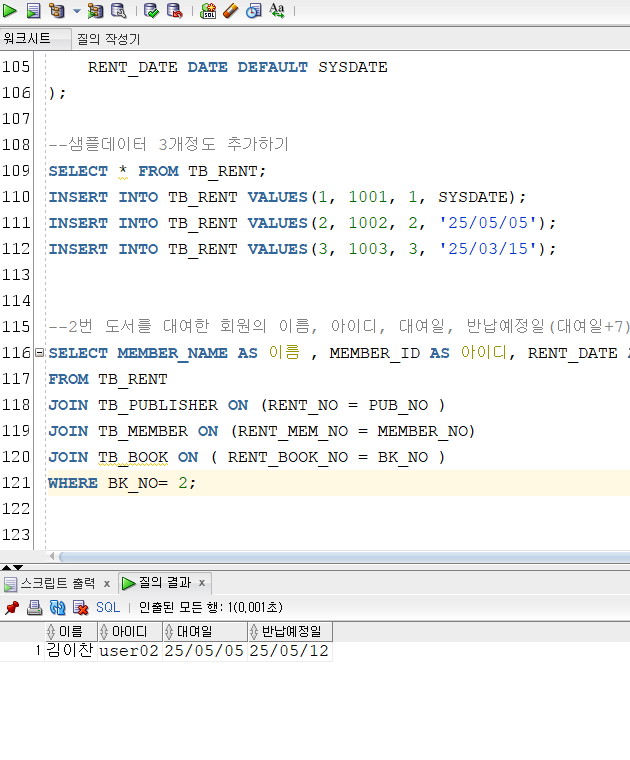 워크시트 질의 작성기
105 RENT_DATE DATE DEFAULT SYSDATE
106 );
107
108 --샘플데이터 3개정도 추가하기
109 SELECT * FROM TB_RENT;
110 INSERT INTO TB_RENT VALUES(1, 1001, 1, SYSDATE);
111 INSERT INTO TB_RENT VALUES(2, 1002, 2, '25/05/05');
112 INSERT INTO TB_RENT VALUES(3, 1003, 3, '25/03/15');
113
114
115 --2번 도서를 대여한 회원의 이름, 아이디, 대여일, 반납예정일(대여일+7)
116 SELECT MEMBER_NAME AS 이름 , MEMBER_ID AS 아이디, RENT_DATE
117 FROM TB_RENT
118 JOIN TB_PUBLISHER ON (RENT_NO = PUB_NO )
119 JOIN TB_MEMBER ON (RENT_MEM_NO = MEMBER_NO)
120 JOIN TB_BOOK ON ( RENT_BOOK_NO = BK_NO )
121 WHERE BK_NO= 2;
122
123
스크립트 출력 x 질의 결과 x
SQL | 인출된 모든 행: 1(0,001초)
이름 아이디 대여일 반납예정일
1 김이찬 user02 25/05/05 25/05/12